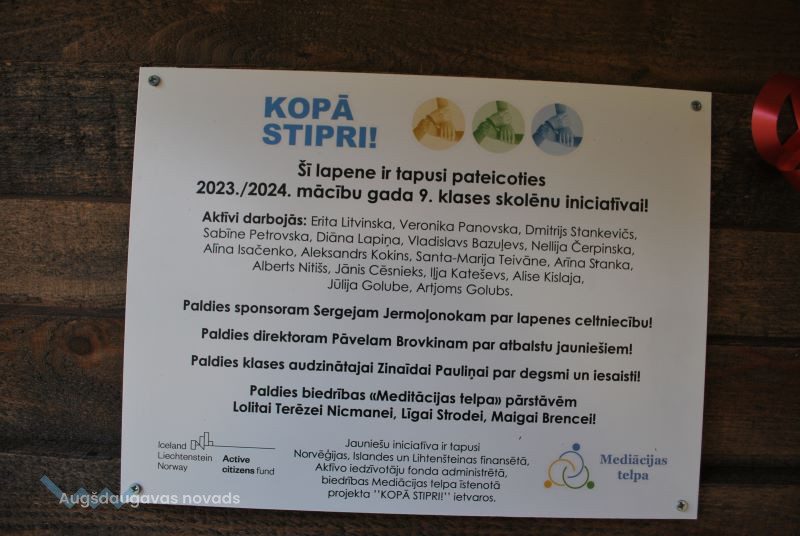 KOPĀ
STIPRI!
Šī lapene ir tapusi pateicoties
2023./2024. mācību gada 9. klases skolēnu iniciatīvai!
Aktīvi darbojās: Erita Litvinska, Veronika Panovska, Dmitrijs Stankevičs,
Sabīne Petrovska, Diāna Lapiņa, Vladislavs Bazuļevs, Nellija Čerpinska,
Alīna Isačenko, Aleksandrs Kokins, Santa-Marija Teivāne, Arīna Stranka,
Alberts Nitišs, Jānis Cēsnieks, Iļja Kateševs, Alise Kislaja,
Jūlija Golube, Artjoms Golubs.
Paldies sponsoram Sergejam Jermoļonokam par lapenes celtniecību!
Paldies direktoram Pāvelam Brovkinam par atbalstu jauniešiem!
Paldies klases audzinātajai Zinaīdai Pauliņai par degsmi un iesaisti!
Paldies biedrības «Meditācijas telpa» pārstāvēm
Lolitai Terēzei Nicmanei, Līgai Strodei, Maigai Brencei!
Iceland
Liechtenstein
Norway
Active
citizens fund
Jauniešu iniciatīva ir tapusi
Norvēģijas, Islandes un Lihtenšteinas finansētā,
Aktīvo iedzīvotāju fonda administrētā,
biedrības Mediācijas telpa īstenotā
projekta ''KOPĀ STIPRI!'' ietvaros.
Mediācijas
telpa
Augšdaugavas novads